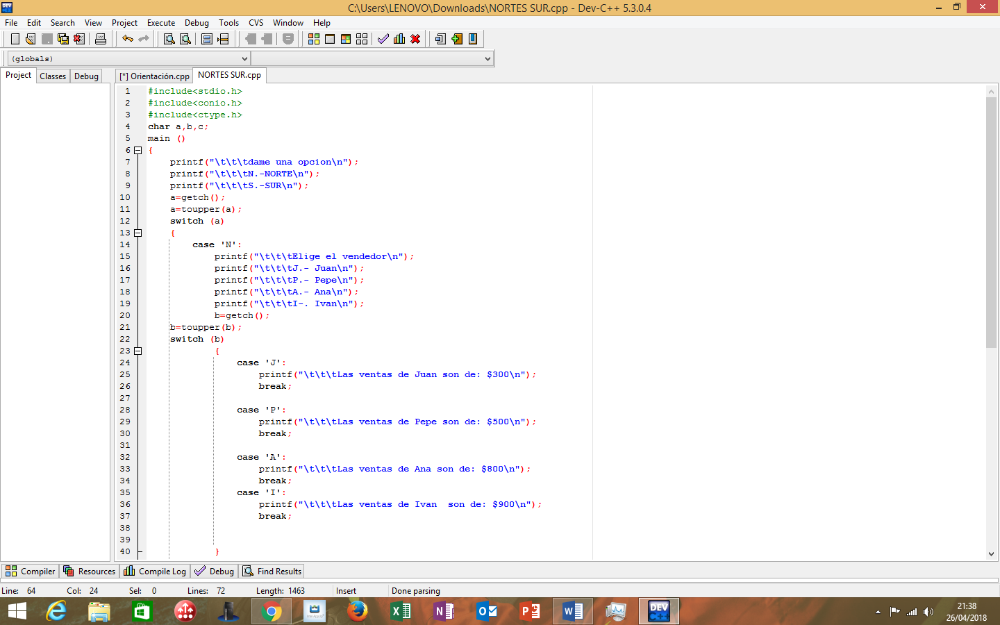 C:\Users\LENOVO\Downloads\NORTES SUR.cpp - Dev-C++ 5.3.0.4
File Edit Search View Project Execute Debug Tools CVS Window Help
(globals)
Project Classes Debug
[*] Orientación.cpp NORTES SUR.cpp
1 #include<stdio.h>
2 #include<conio.h>
3 #include<ctype.h>
4 char a,b,c;
5 main ()
6 {
7 printf("\t\t\tdame una opcion\n");
8 printf("\t\t\tN.-NORTE\n");
9 printf("\t\t\tS.-SUR\n");
10 a=getch();
11 a=toupper(a);
12 switch (a)
13 {
14 case 'N':
15 printf("\t\t\tElige el vendedor\n");
16 printf("\t\t\tJ.- Juan\n");
17 printf("\t\t\tP.- Pepe\n");
18 printf("\t\t\tA.- Ana\n");
19 printf("\t\t\tI-. Ivan\n");
20 b=getch();
21 b=toupper(b);
22 switch (b)
23 {
24 case 'J':
25 printf("\t\t\tLas ventas de Juan son de: $300\n");
26 break;
27
28 case 'P':
29 printf("\t\t\tLas ventas de Pepe son de: $500\n");
30 break;
31
32 case 'A':
33 printf("\t\t\tLas ventas de Ana son de: $800\n");
34 break;
35 case 'I':
36 printf("\t\t\tLas ventas de Ivan  son de: $900\n");
37 break;
38
39
40 }
Compiler Resources Compile Log Debug Find Results
Line: 64 Col: 24 Sel: 0 Lines: 72 Length: 1463 Insert Done parsing
DEV C++
21:38
26/04/2018